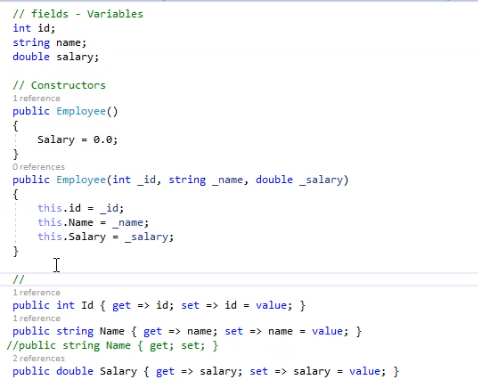 // fields - Variables
int id;
string name;
double salary;
// Constructors
1 reference
public Employee()
{
Salary = 0.0;
}
0 references
public Employee(int _id, string _name, double _salary)
{
this.id = _id;
this.Name = _name;
this.Salary = _salary;
}
//
1 reference
public int Id { get => id; set => id = value; }
1 reference
public string Name { get => name; set => name = value; }
//public string Name { get; set; }
2 references
public double Salary { get => salary; set => salary = value; }